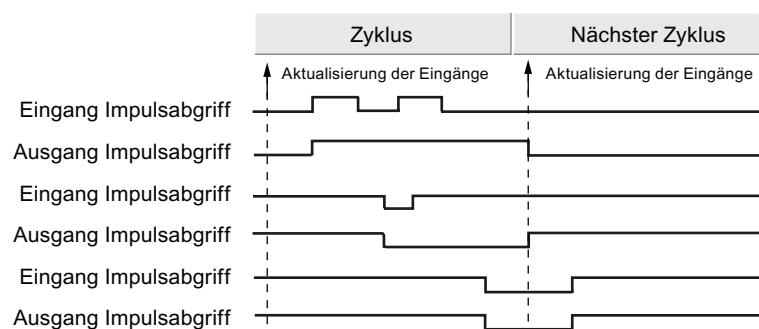 Zyklus
Nächster Zyklus
Aktualisierung der Eingänge
Aktualisierung der Eingänge
Eingang Impulsabgriff
Ausgang Impulsabgriff
Eingang Impulsabgriff
Ausgang Impulsabgriff
Eingang Impulsabgriff
Ausgang Impulsabgriff